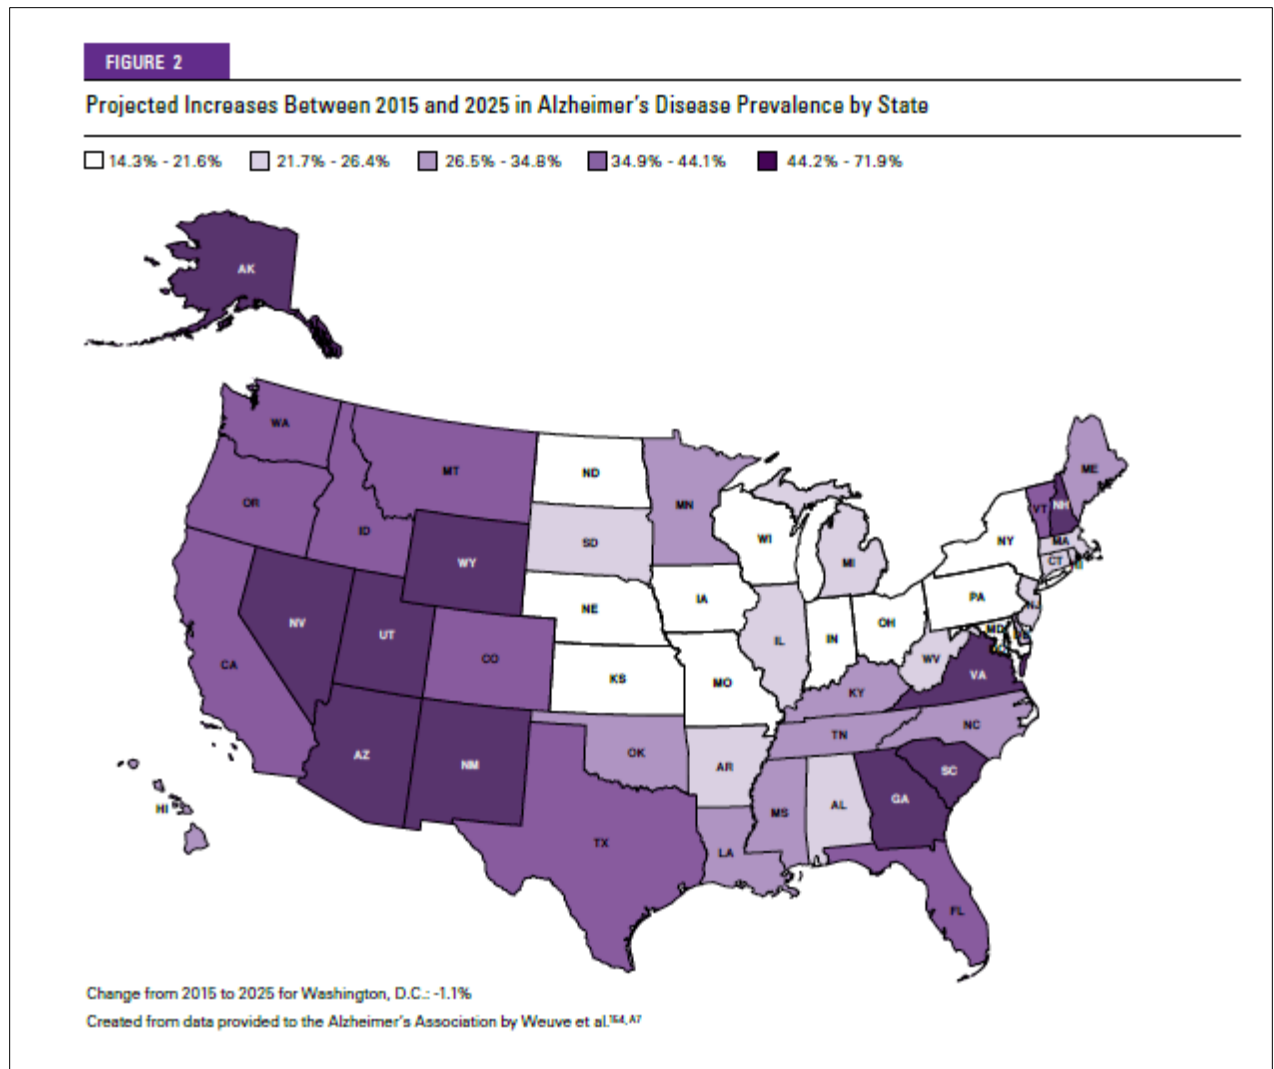 FIGURE 2
Projected Increases Between 2015 and 2025 in Alzheimer's Disease Prevalence by State
14.3% - 21.6% 21.7% - 26.4% 26.5% - 34.8% 34.9% - 44.1% 44.2% - 71.9%
AK
WA
MT
ND
MN
ME
OR
ID
SD
WI
VT
NH
NY
MA
WY
MI
CT
NE
IA
PA
NJ
NV
UT
IL
IN
OH
MD
CA
CO
KS
MO
WV
VA
KY
AZ
NM
OK
TN
NC
AR
SC
HI
MS
AL
GA
TX
LA
FL
Change from 2015 to 2025 for Washington, D.C.: -1.1%
Created from data provided to the Alzheimer's Association by Weuve et al.164, A7